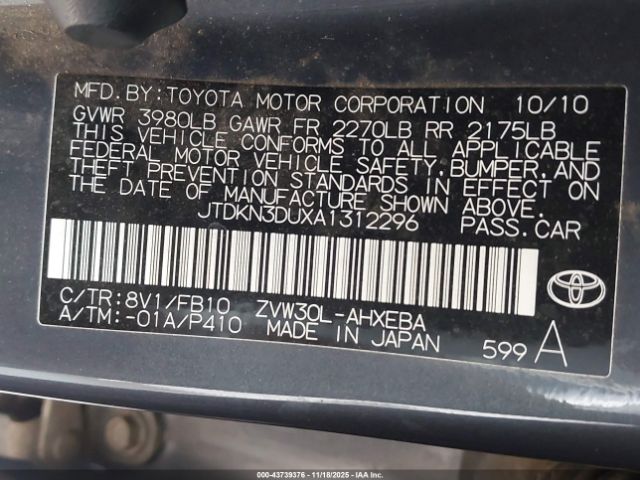 MFD. BY: TOYOTA MOTOR CORPORATION 10/10
GVWR 3980LB GAWR FR 2270LB RR 2175LB
THIS VEHICLE CONFORMS TO ALL APPLICABLE
FEDERAL MOTOR VEHICLE SAFETY, BUMPER, AND
THEFT PREVENTION STANDARDS IN EFFECT ON
THE DATE OF MANUFACTURE SHOWN ABOVE.
JTDKN3DUXA1312296 PASS. CAR
C/TR: 8V1/FB10 ZVW30L-AHXEBA
A/TM: -01A/P410 MADE IN JAPAN
599 A
000-43739376 | 11/18/2025 - IAAI.COM